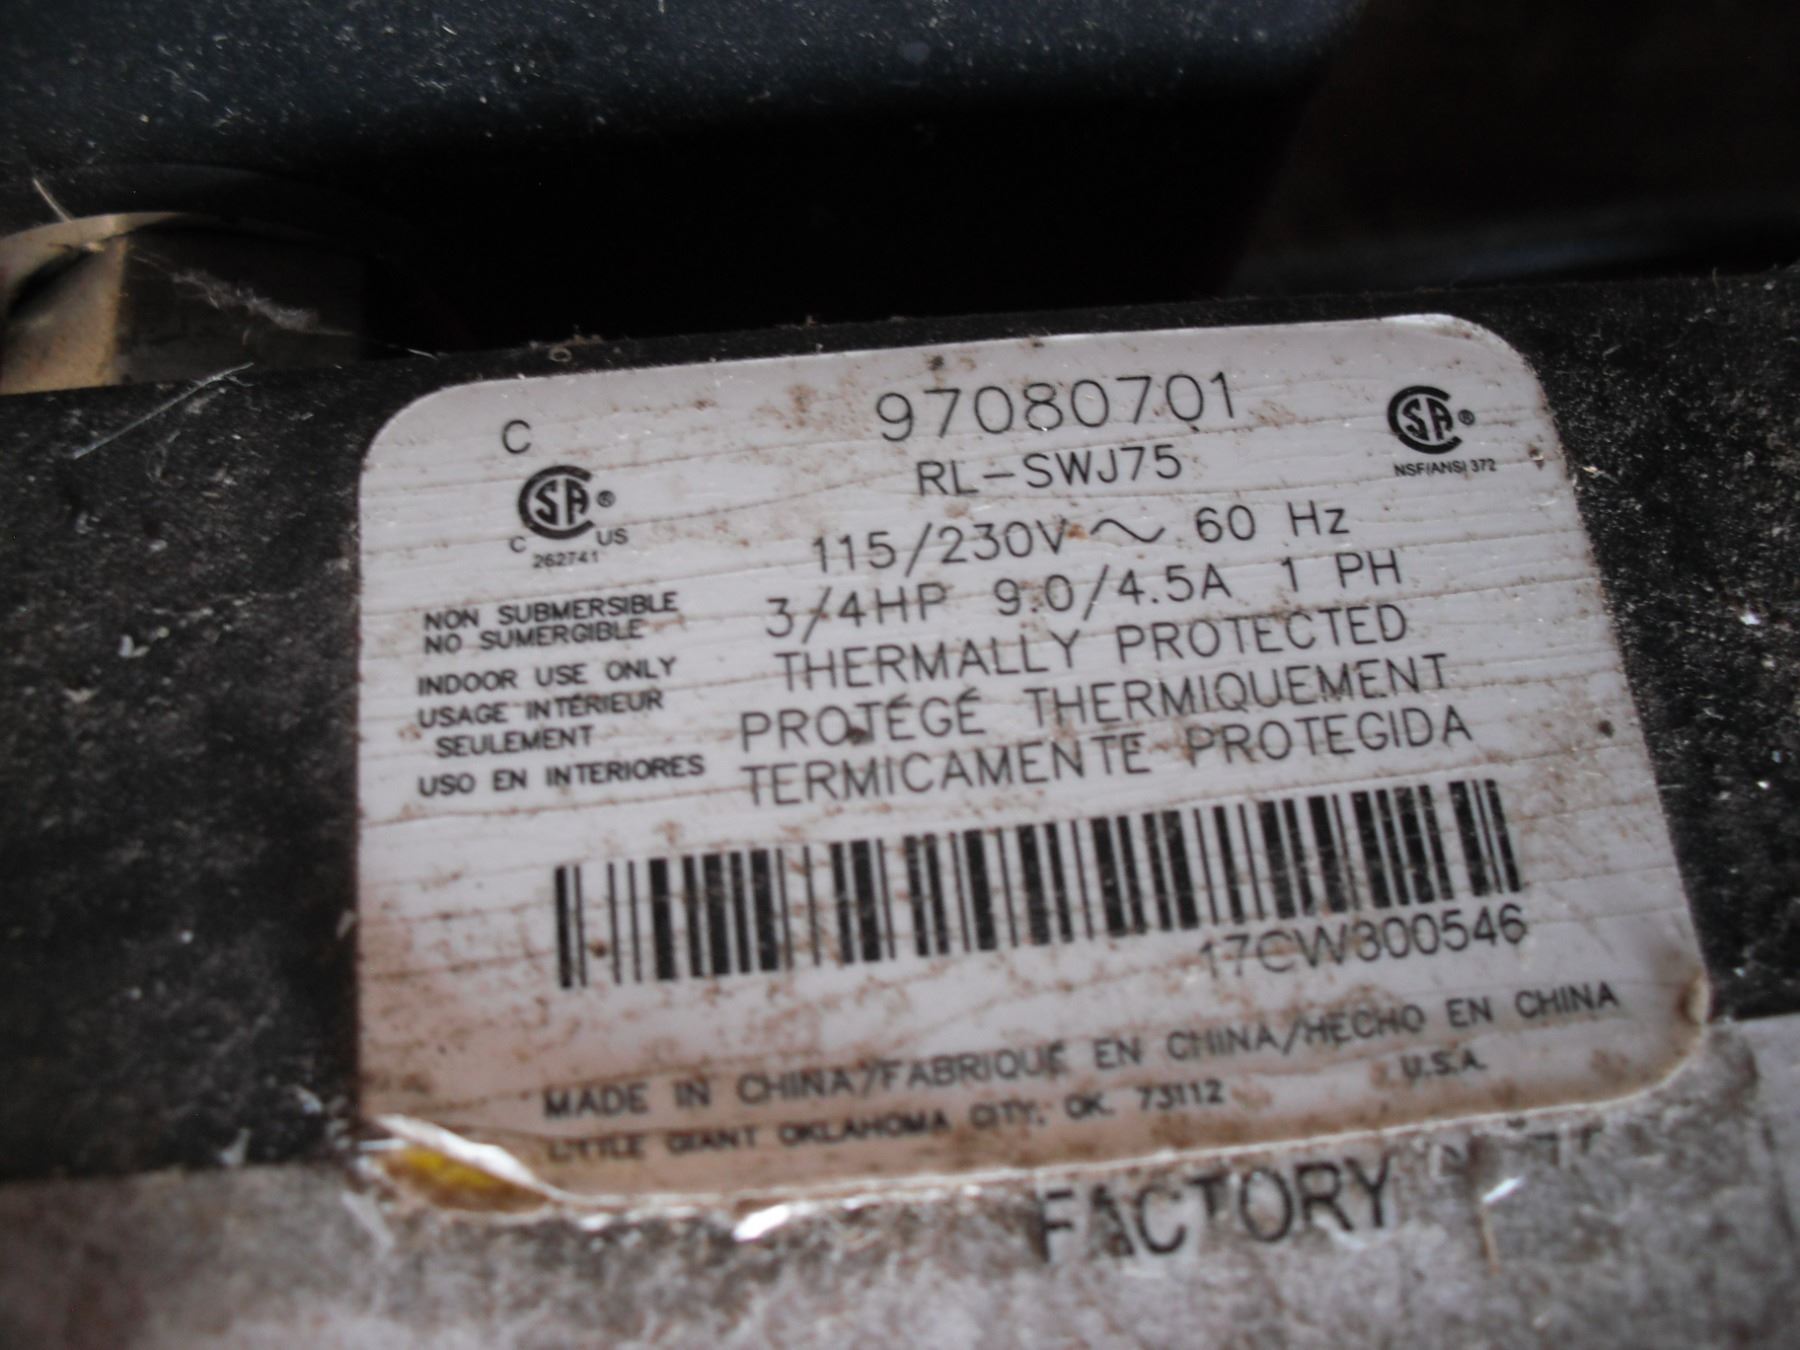 97080701
RL-SWJ75
115/230V ~ 60 Hz
3/4HP 9.0/4.5A 1 PH
THERMALLY PROTECTED
PROTÉGÉ THERMIQUEMENT
TERMICAMENTE PROTEGIDA
C
CSA®
C US
262741
NON SUBMERSIBLE
NO SUMERGIBLE
INDOOR USE ONLY
USAGE INTÉRIEUR
SEULEMENT
USO EN INTERIORES
CSA®
NSF/ANSI 372
17CW300546
MADE IN CHINA/FABRIQUÉ EN CHINA/HECHO EN CHINA
LITTLE GIANT OKLAHOMA CITY, OK. 73112 U.S.A.
FACTORY